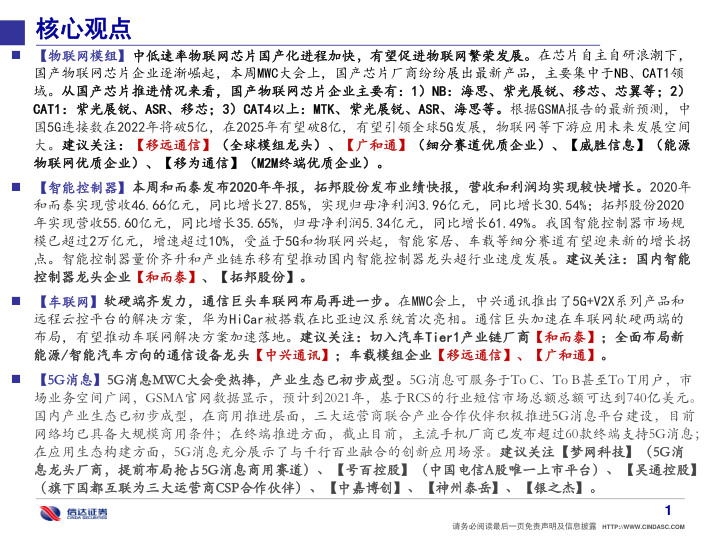 核心观点
【物联网模组】中低速率物联网芯片国产化进程加快，有望促进物联网繁荣发展。在芯片自主自研浪潮下，
国产物联网芯片企业逐渐崛起，本周MWC大会上，国产芯片厂商纷纷展出最新产品，主要集中于NB、CAT1领
域。从国产芯片推进情况来看，国产物联网芯片企业主要有：1）NB：海思、紫光展锐、移芯、芯翼等；2）
CAT1：紫光展锐、ASR、移芯；3）CAT4以上：MTK、紫光展锐、ASR、海思等。根据GSMA报告的最新预测，中
国5G连接数在2022年将破5亿，在2025年有望破8亿，有望引领全球5G发展，物联网等下游应用未来发展空间
大。建议关注：【移远通信】（全球模组龙头）、【广和通】（细分赛道优质企业）、【威胜信息】（能源
物联网优质企业）、【移为通信】（M2M终端优质企业）。
【智能控制器】本周和而泰发布2020年年报，拓邦股份发布业绩快报，营收和利润均实现较快增长。2020年
和而泰实现营收46.66亿元，同比增长27.85%，实现归母净利润3.96亿元，同比增长30.54%；拓邦股份2020
年实现营收55.60亿元，同比增长35.65%，归母净利润5.34亿元，同比增长61.49%。我国智能控制器市场规
模已超过2万亿元，增速超过10%，受益于5G和物联网兴起，智能家居、车载等细分赛道有望迎来新的增长拐
点。智能控制器量价齐升和产业链东移有望推动国内智能控制器龙头超行业速度发展。建议关注：国内智能
控制器龙头企业【和而泰】、【拓邦股份】。
【车联网】软硬端齐发力，通信巨头车联网布局再进一步。在MWC会上，中兴通讯推出了5G+V2X系列产品和
远程云控平台的解决方案，华为HiCar被搭载在比亚迪汉系统首次亮相。通信巨头加速在车联网软硬两端的
布局，有望推动车联网解决方案加速落地。建议关注：切入汽车Tier1产业链厂商【和而泰】；全面布局新
能源/智能汽车方向的通信设备龙头【中兴通讯】；车载模组企业【移远通信】、【广和通】。
【5G消息】5G消息MWC大会受热捧，产业生态已初步成型。5G消息可服务于To C、To B甚至To T用户，市
场业务空间广阔，GSMA官网数据显示，预计到2021年，基于RCS的行业短信市场总额总额可达到740亿美元。
国内产业生态已初步成型，在商用推进层面，三大运营商联合产业合作伙伴积极推进5G消息平台建设，目前
网络均已具备大规模商用条件；在终端推进方面，截止目前，主流手机厂商已发布超过60款终端支持5G消息；
在应用生态构建方面，5G消息充分展示了与千行百业融合的创新应用场景。建议关注【梦网科技】（5G消
息龙头厂商，提前布局抢占5G消息商用赛道）、【号百控股】（中国电信A股唯一上市平台）、【吴通控股】
（旗下国都互联为三大运营商CSP合作伙伴）、【中嘉博创】、【神州泰岳】、【银之杰】。
信达证券
CINDA SECURITIES
1
请务必阅读最后一页免责声明及信息披露 HTTP://WWW.CINDASC.COM